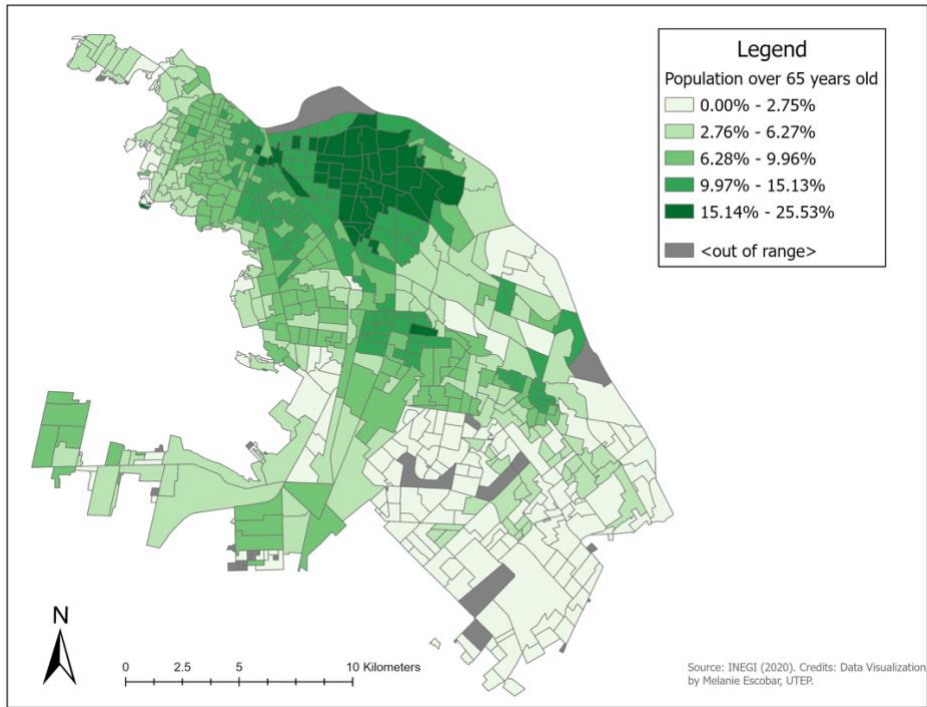 Legend
Population over 65 years old
0.00% - 2.75%
2.76% - 6.27%
6.28% - 9.96%
9.97% - 15.13%
15.14% - 25.53%
<out of range>
N
0 2.5 5 10 Kilometers
Source: INEGI (2020). Credits: Data Visualization
by Melanie Escobar, UTEP.